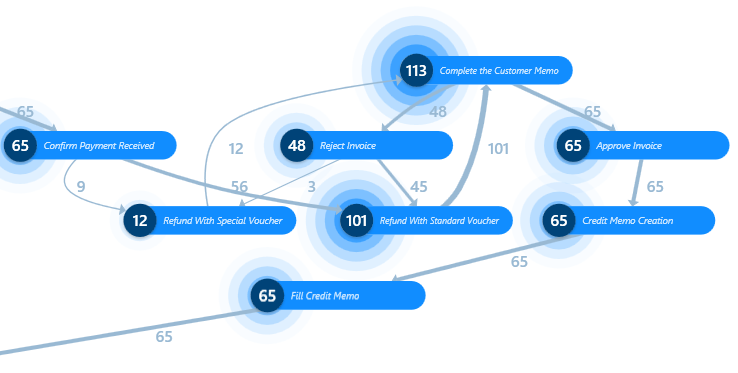 113 Complete the Customer Memo
65
48
65
65 Confirm Payment Received
12
48 Reject Invoice
101
65 Approve Invoice
9
56
3
45
65
12 Refund With Special Voucher
101 Refund With Standard Voucher
65 Credit Memo Creation
65
65 Fill Credit Memo
65